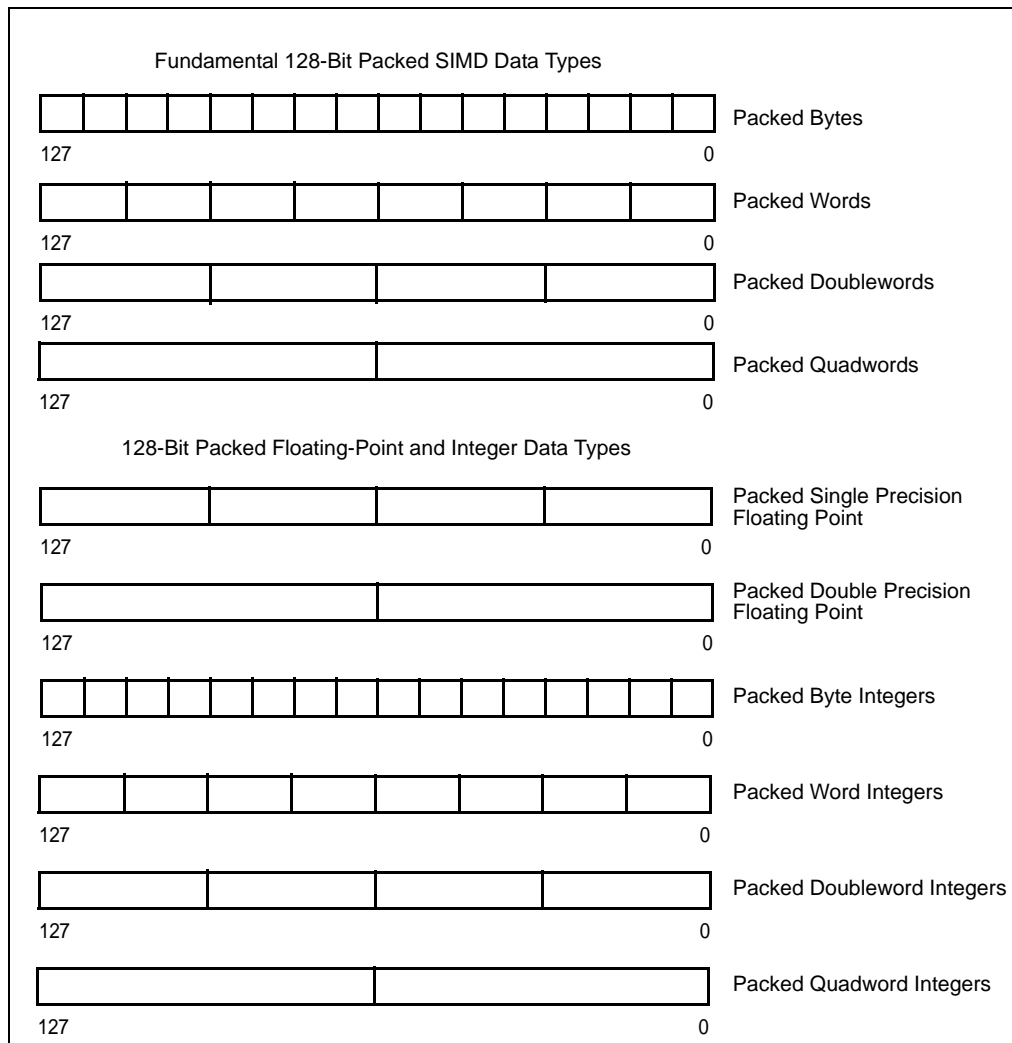 Fundamental 128-Bit Packed SIMD Data Types
Packed Bytes
127 0
Packed Words
127 0
Packed Doublewords
127 0
Packed Quadwords
127 0
128-Bit Packed Floating-Point and Integer Data Types
Packed Single Precision
Floating Point
127 0
Packed Double Precision
Floating Point
127 0
Packed Byte Integers
127 0
Packed Word Integers
127 0
Packed Doubleword Integers
127 0
Packed Quadword Integers
127 0